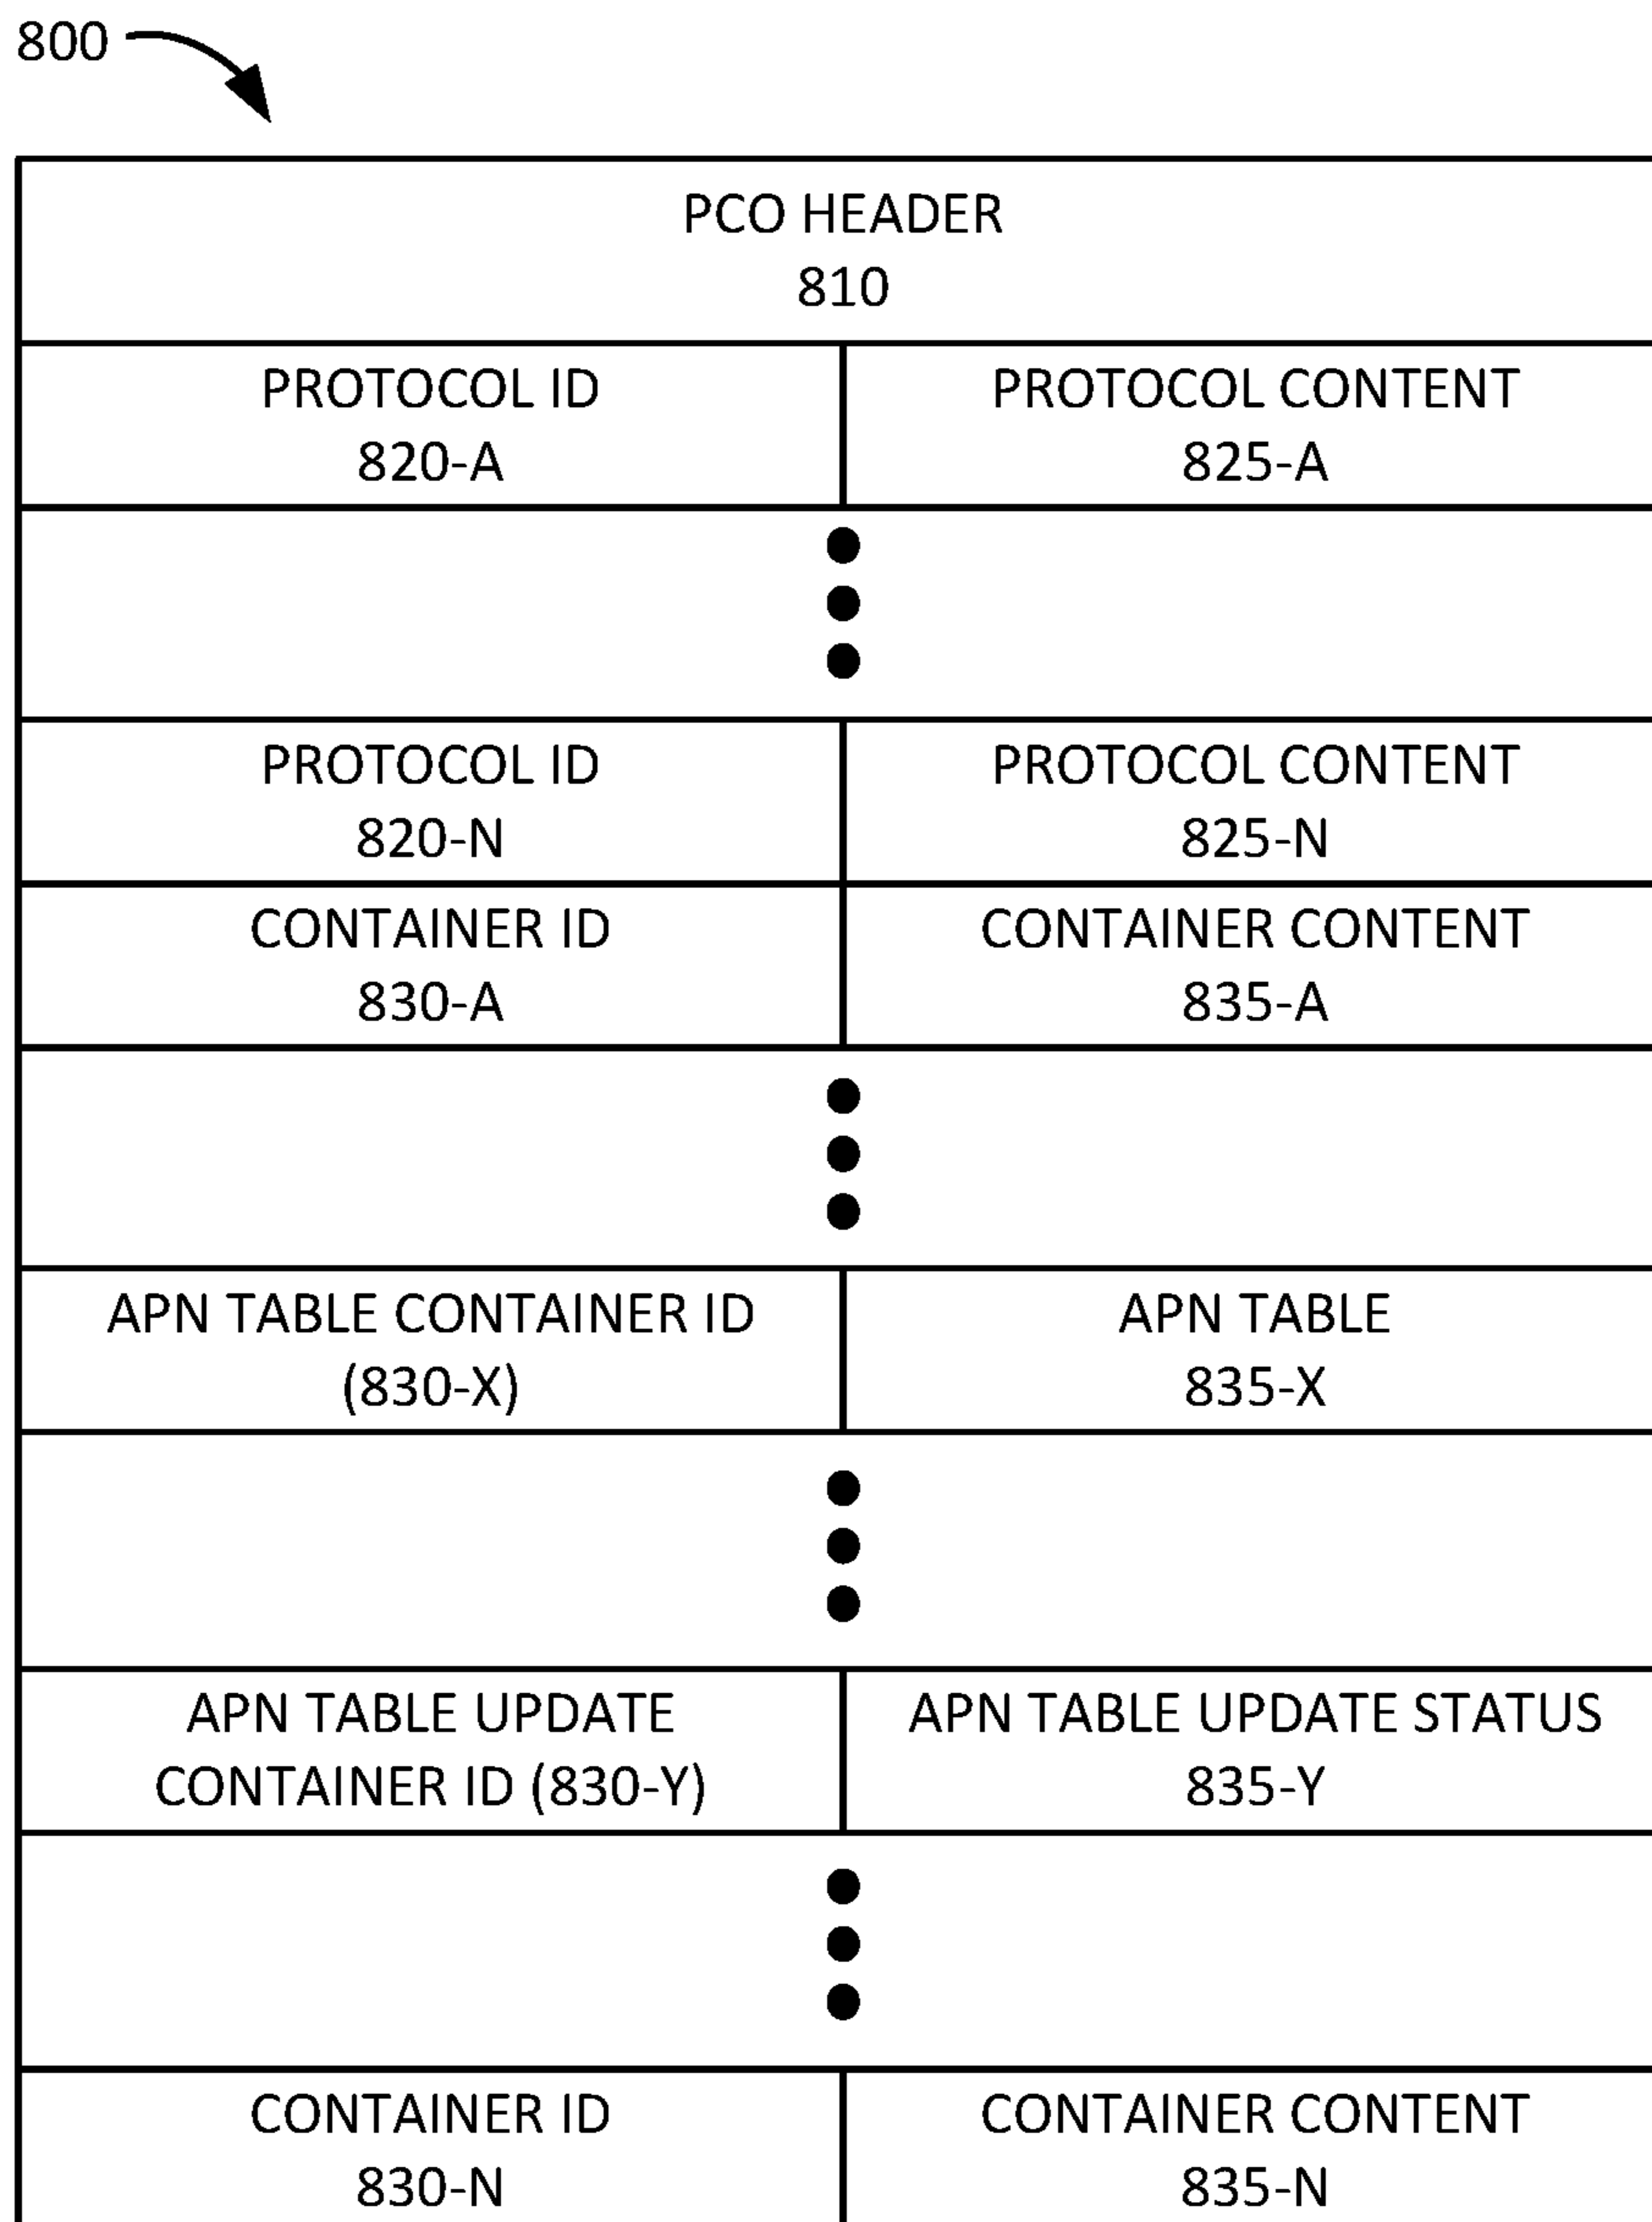 800
PCO HEADER
810
PROTOCOL ID
820-A
PROTOCOL CONTENT
825-A
PROTOCOL ID
820-N
PROTOCOL CONTENT
825-N
CONTAINER ID
830-A
CONTAINER CONTENT
835-A
APN TABLE CONTAINER ID
(830-X)
APN TABLE
835-X
APN TABLE UPDATE
CONTAINER ID (830-Y)
APN TABLE UPDATE STATUS
835-Y
CONTAINER ID
830-N
CONTAINER CONTENT
835-N